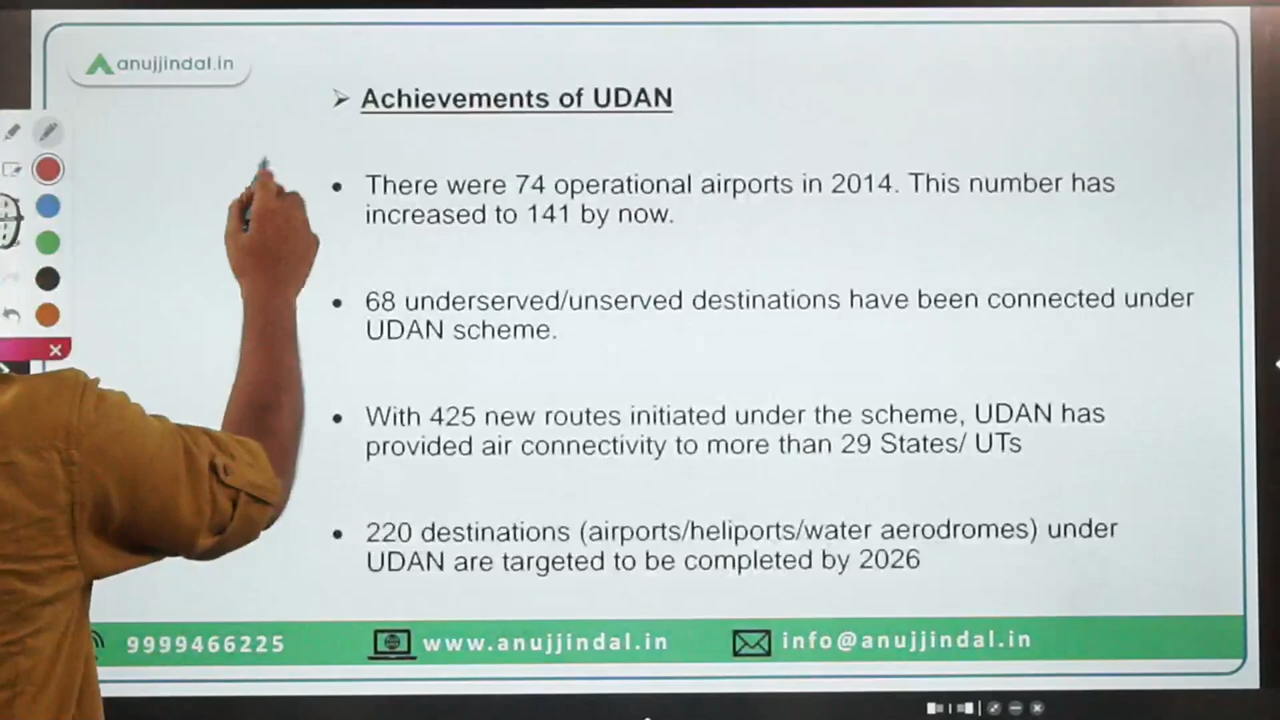 anujjindal.in
Achievements of UDAN
There were 74 operational airports in 2014. This number has
increased to 141 by now.
68 underserved/unserved destinations have been connected under
UDAN scheme.
With 425 new routes initiated under the scheme, UDAN has
provided air connectivity to more than 29 States/ UTs
220 destinations (airports/heliports/water aerodromes) under
UDAN are targeted to be completed by 2026
9999466225 www.anujjindal.in info@anujjindal.in